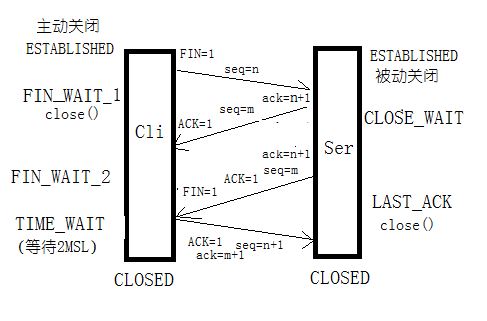 主动关闭
ESTABLISHED
FIN=1
seq=n
ESTABLISHED
被动关闭
FIN_WAIT_1
close()
ack=n+1
seq=m
ACK=1
CLOSE_WAIT
Cli
Ser
ack=n+1
seq=m
ACK=1
FIN=1
FIN_WAIT_2
LAST_ACK
close()
TIME_WAIT
(等待2MSL)
ACK=1
seq=n+1
ack=m+1
CLOSED
CLOSED